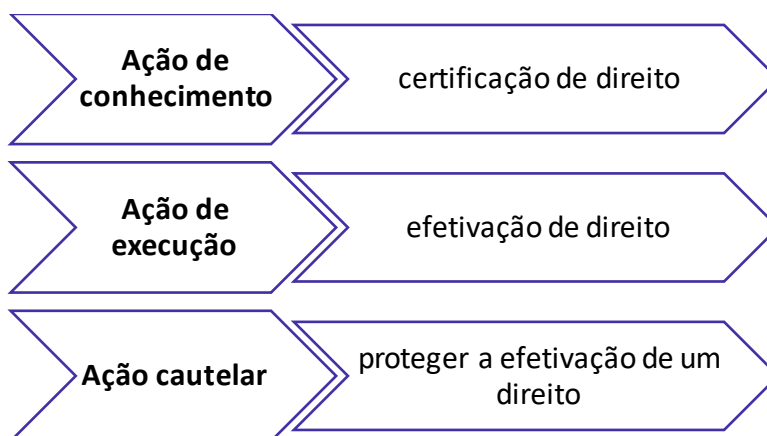 Ação de
conhecimento
certificação de direito
Ação de
execução
efetivação de direito
Ação cautelar
proteger a efetivação de um
direito